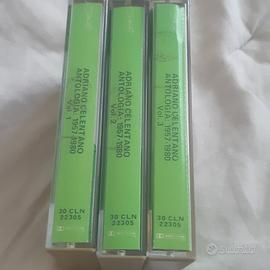 ADRIANO CELENTANO
ANTOLOGIA: 1957-1980
Vol. 1
30 CLN
22305
ADRIANO CELENTANO
ANTOLOGIA: 1957-1980
Vol. 2
30 CLN
22305
ADRIANO CELENTANO
ANTOLOGIA: 1957-1980
Vol. 3
30 CLN
22305
subito